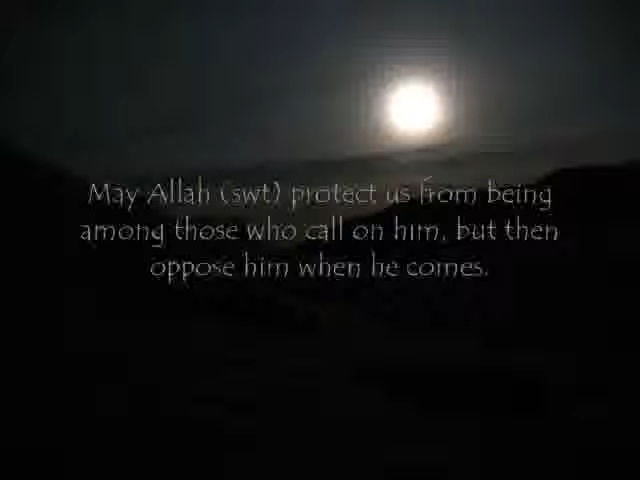 May Allah (swt) protect us from being
among those who call on him, but then
oppose him when he comes.